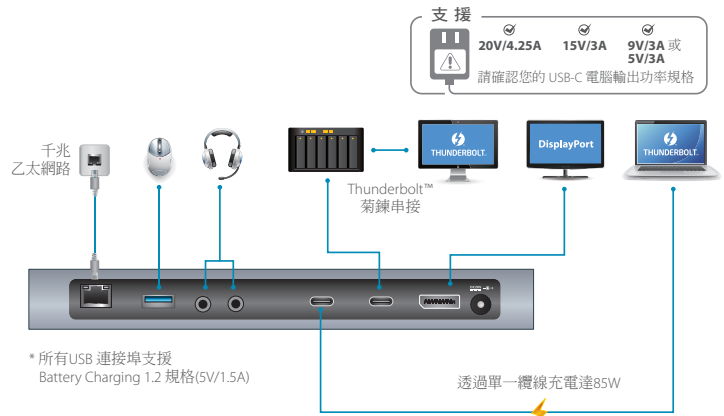 支援
20V/4.25A
15V/3A
9V/3A 或
5V/3A
請確認您的 USB-C 電腦輸出功率規格
千兆
乙太網路
THUNDERBOLT™
DisplayPort
THUNDERBOLT™
Thunderbolt™
菊鍊串接
* 所有USB 連接埠支援
Battery Charging 1.2 規格(5V/1.5A)
透過單一纜線充電達85W